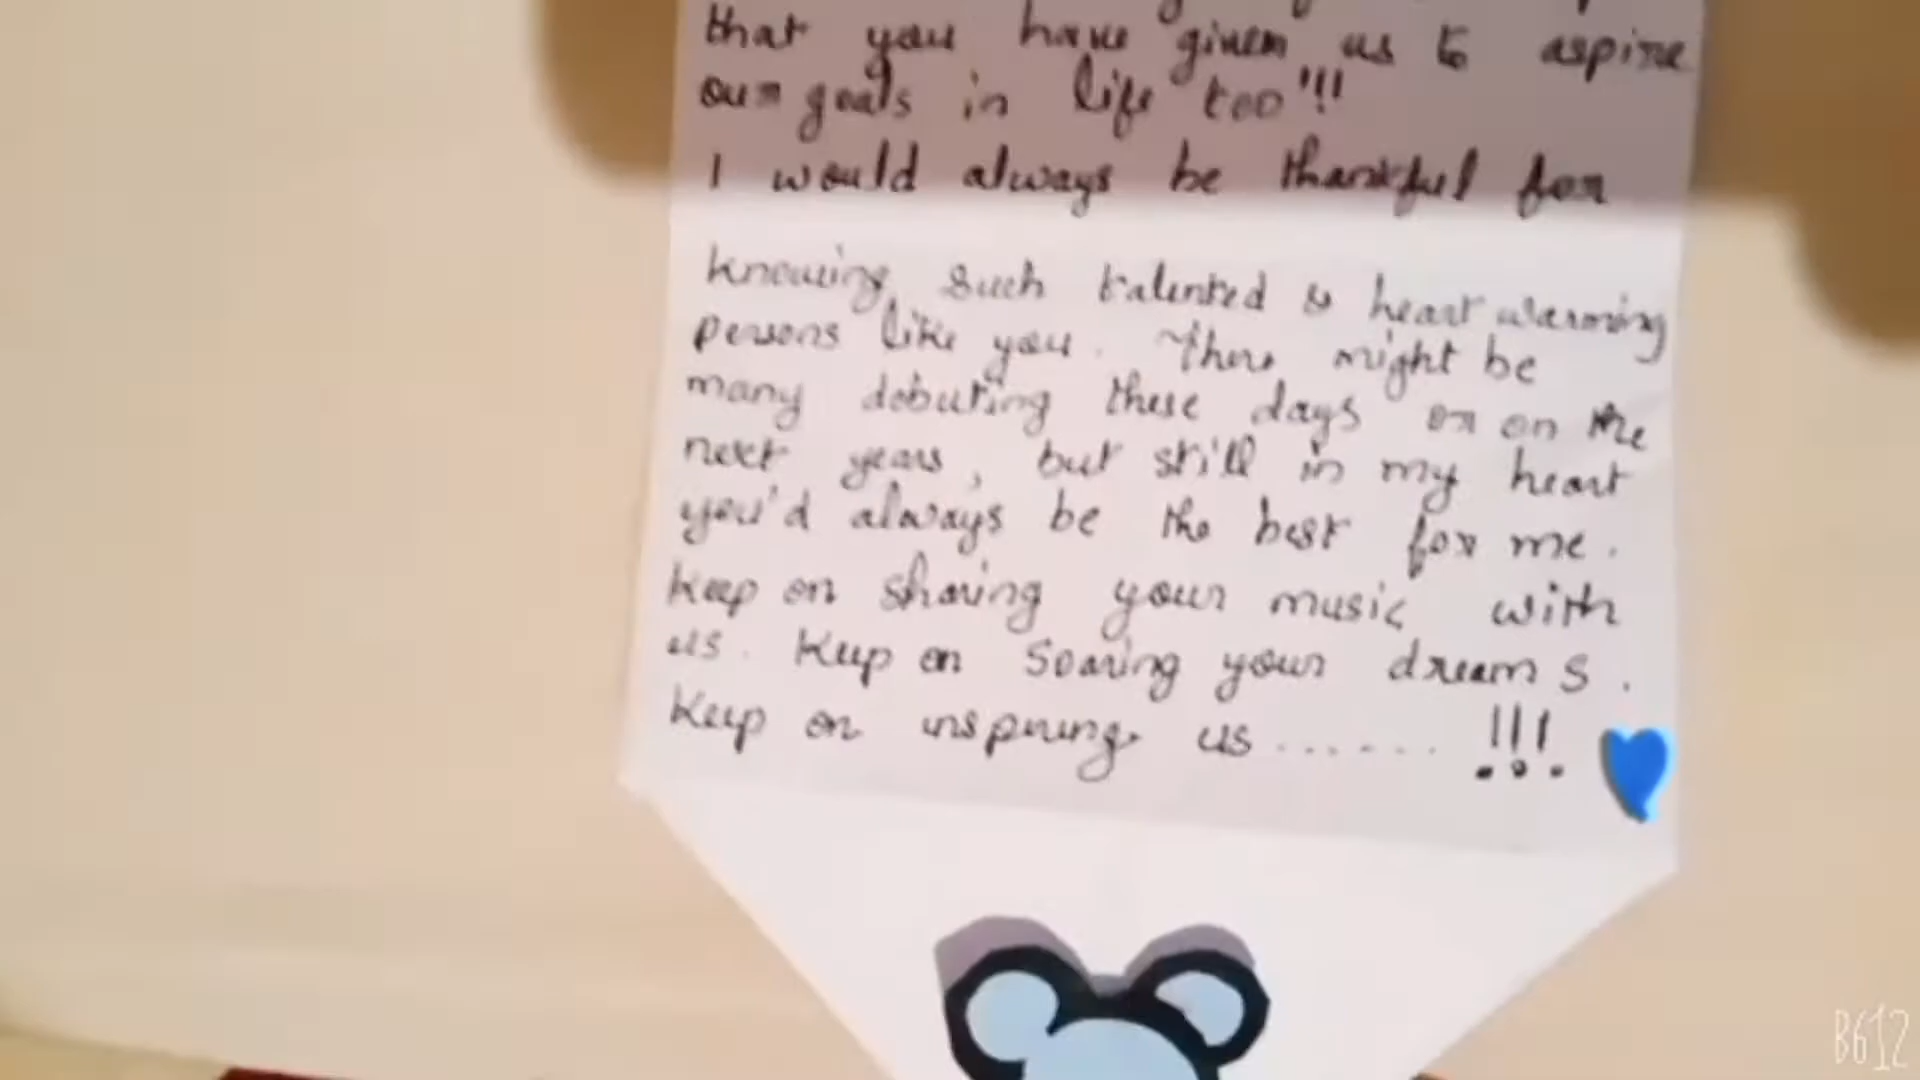 that you have given us to aspire
our goals in life too!!!
I would always be thankful for
knowing such talented & heart warming
persons like you. There might be
many debuting these days or on the
next years, but still in my heart
you'd always be the best for me.
Keep on sharing your music with
us. Keep on soaring your dreams.
Keep on inspiring us ...... !!!
B612